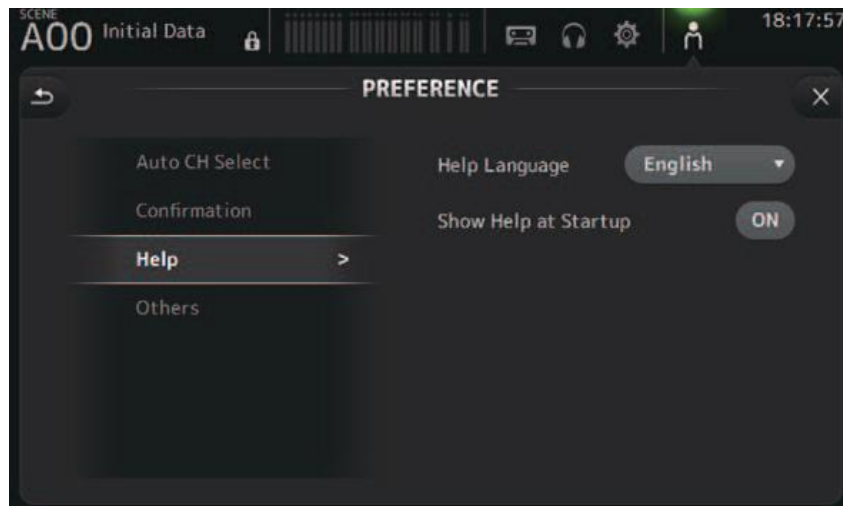 SCENE
A00 Initial Data
18:17:57
PREFERENCE
Auto CH Select
Help Language English
Confirmation
Show Help at Startup ON
Help >
Others